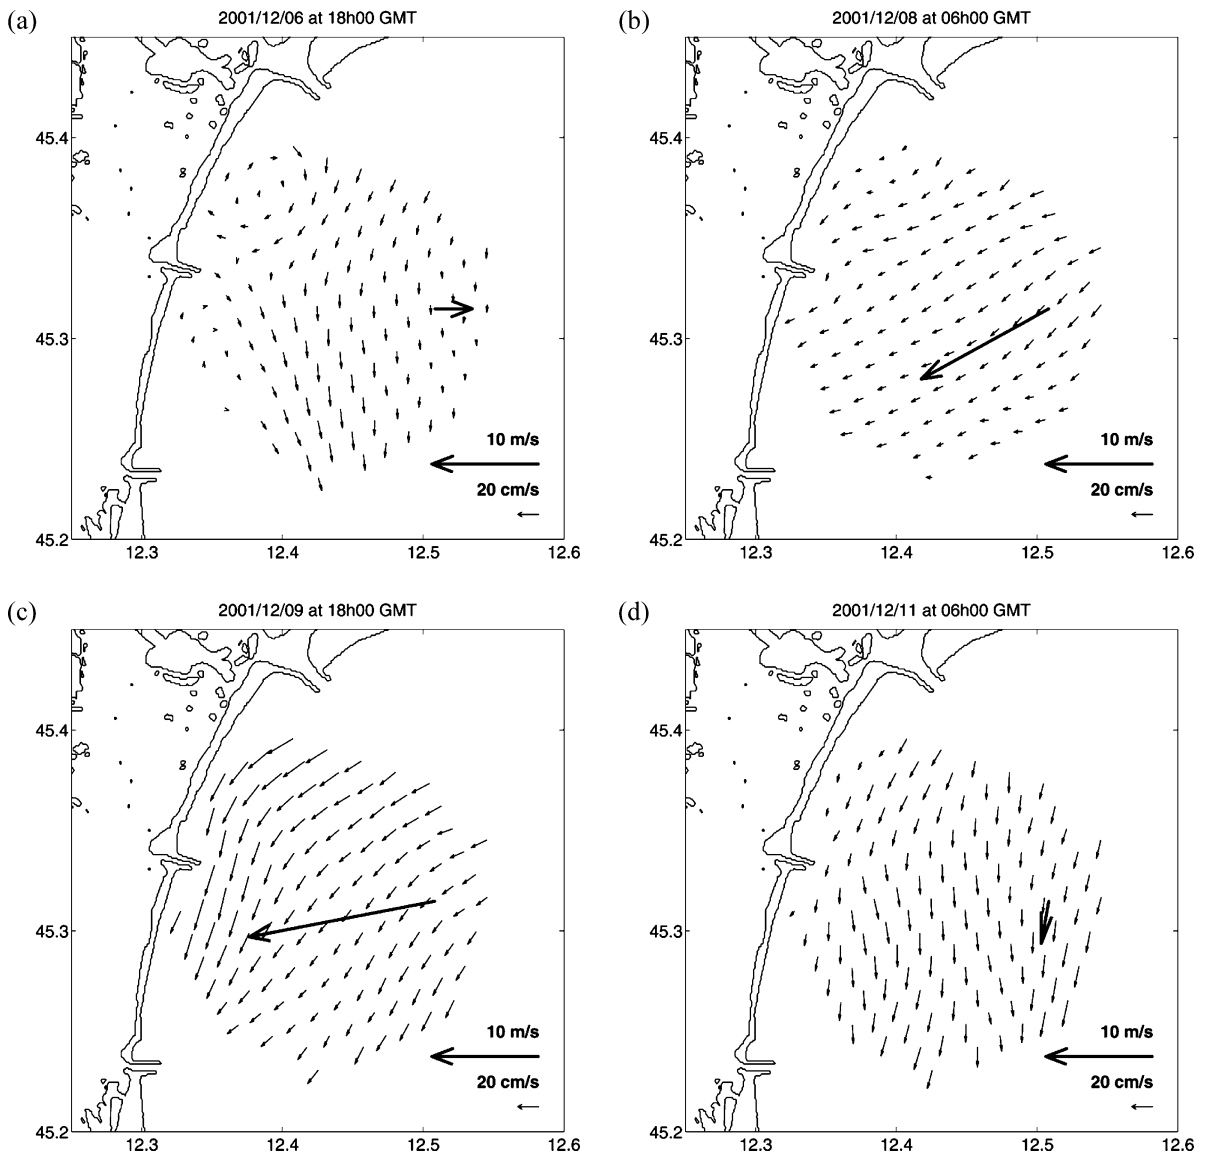 (a)
2001/12/06 at 18h00 GMT
45.4
45.3
45.2
10 m/s
20 cm/s
12.3 12.4 12.5 12.6
(b)
2001/12/08 at 06h00 GMT
45.4
45.3
45.2
10 m/s
20 cm/s
12.3 12.4 12.5 12.6
(c)
2001/12/09 at 18h00 GMT
45.4
45.3
45.2
10 m/s
20 cm/s
12.3 12.4 12.5 12.6
(d)
2001/12/11 at 06h00 GMT
45.4
45.3
45.2
10 m/s
20 cm/s
12.3 12.4 12.5 12.6